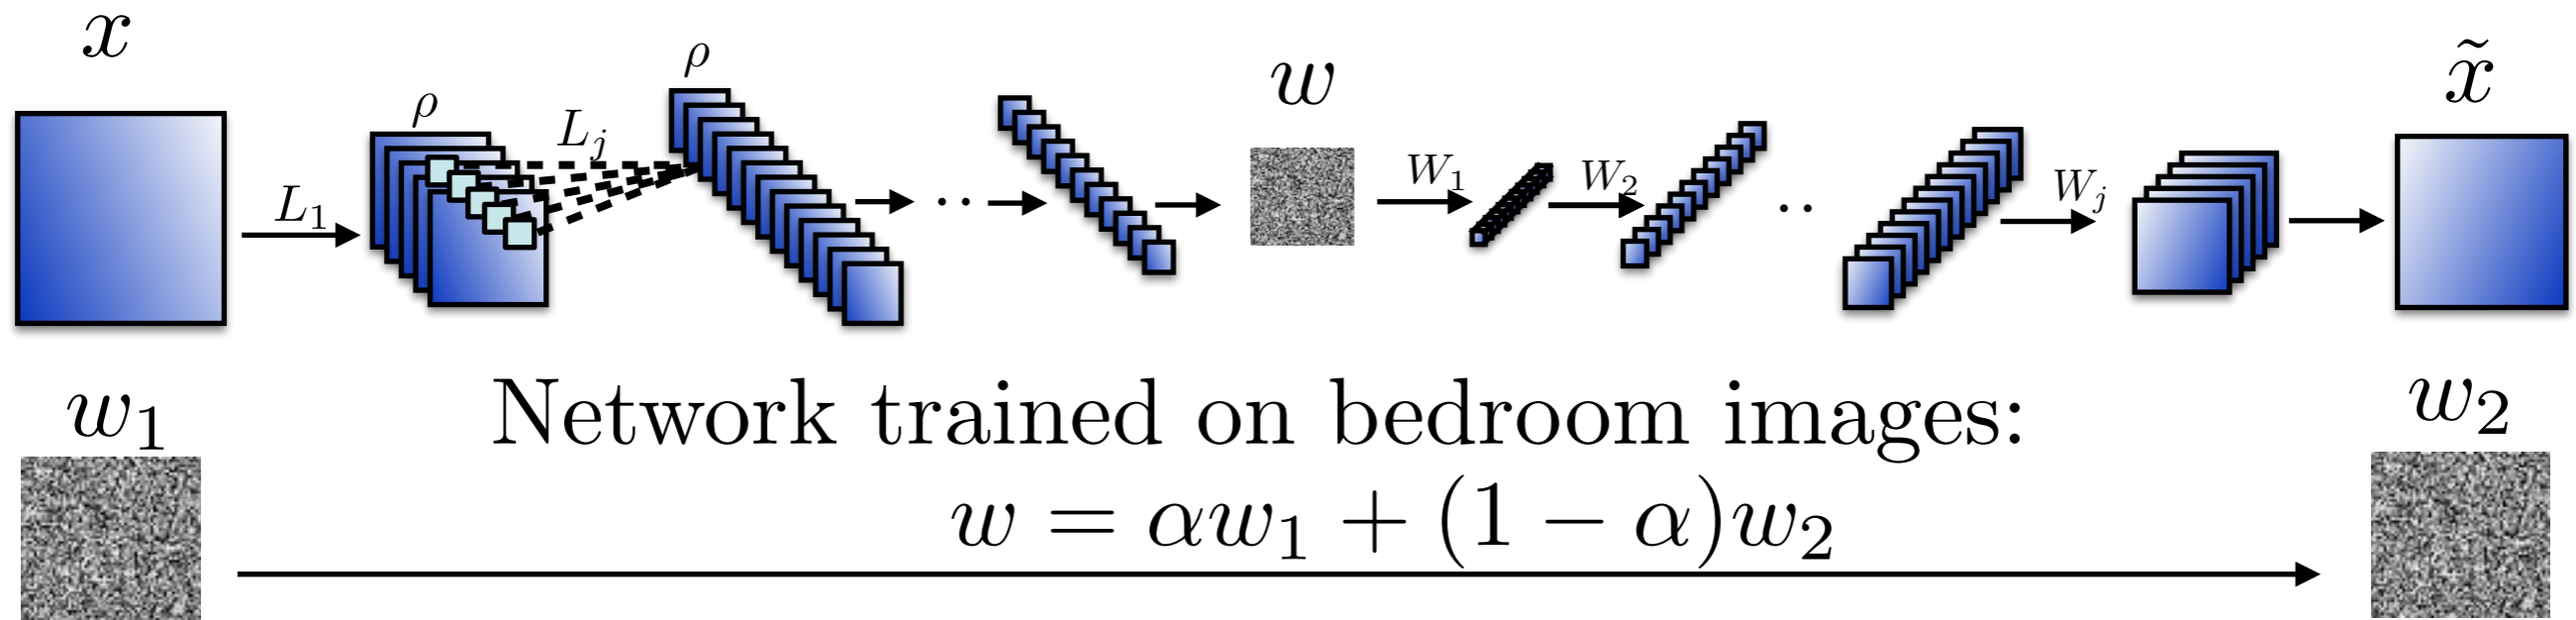 x
ρ
ρ
w
x̃
L_1
L_j
W_1
W_2
W_j
w_1
Network trained on bedroom images:
w_2
w = αw_1 + (1 − α)w_2